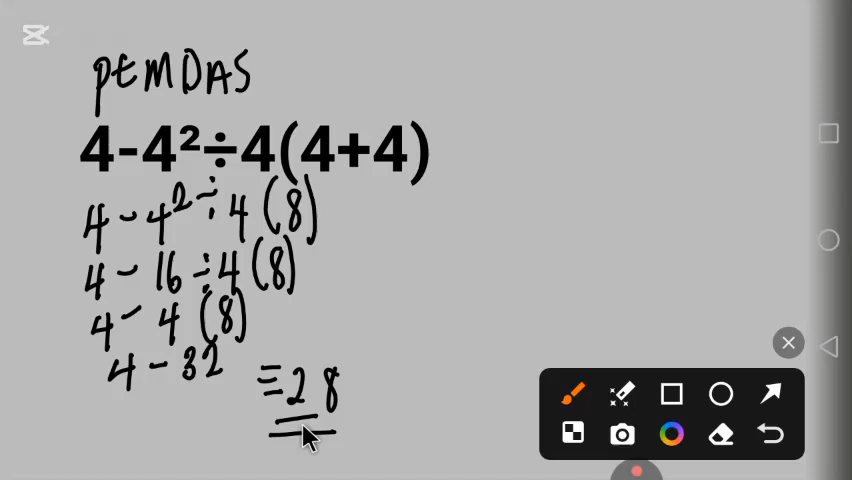 PEMDAS
4-4²÷4(4+4)
4 - 4² ÷ 4 (8)
4 - 16 ÷ 4 (8)
4 - 4 (8)
4 - 32 = -28